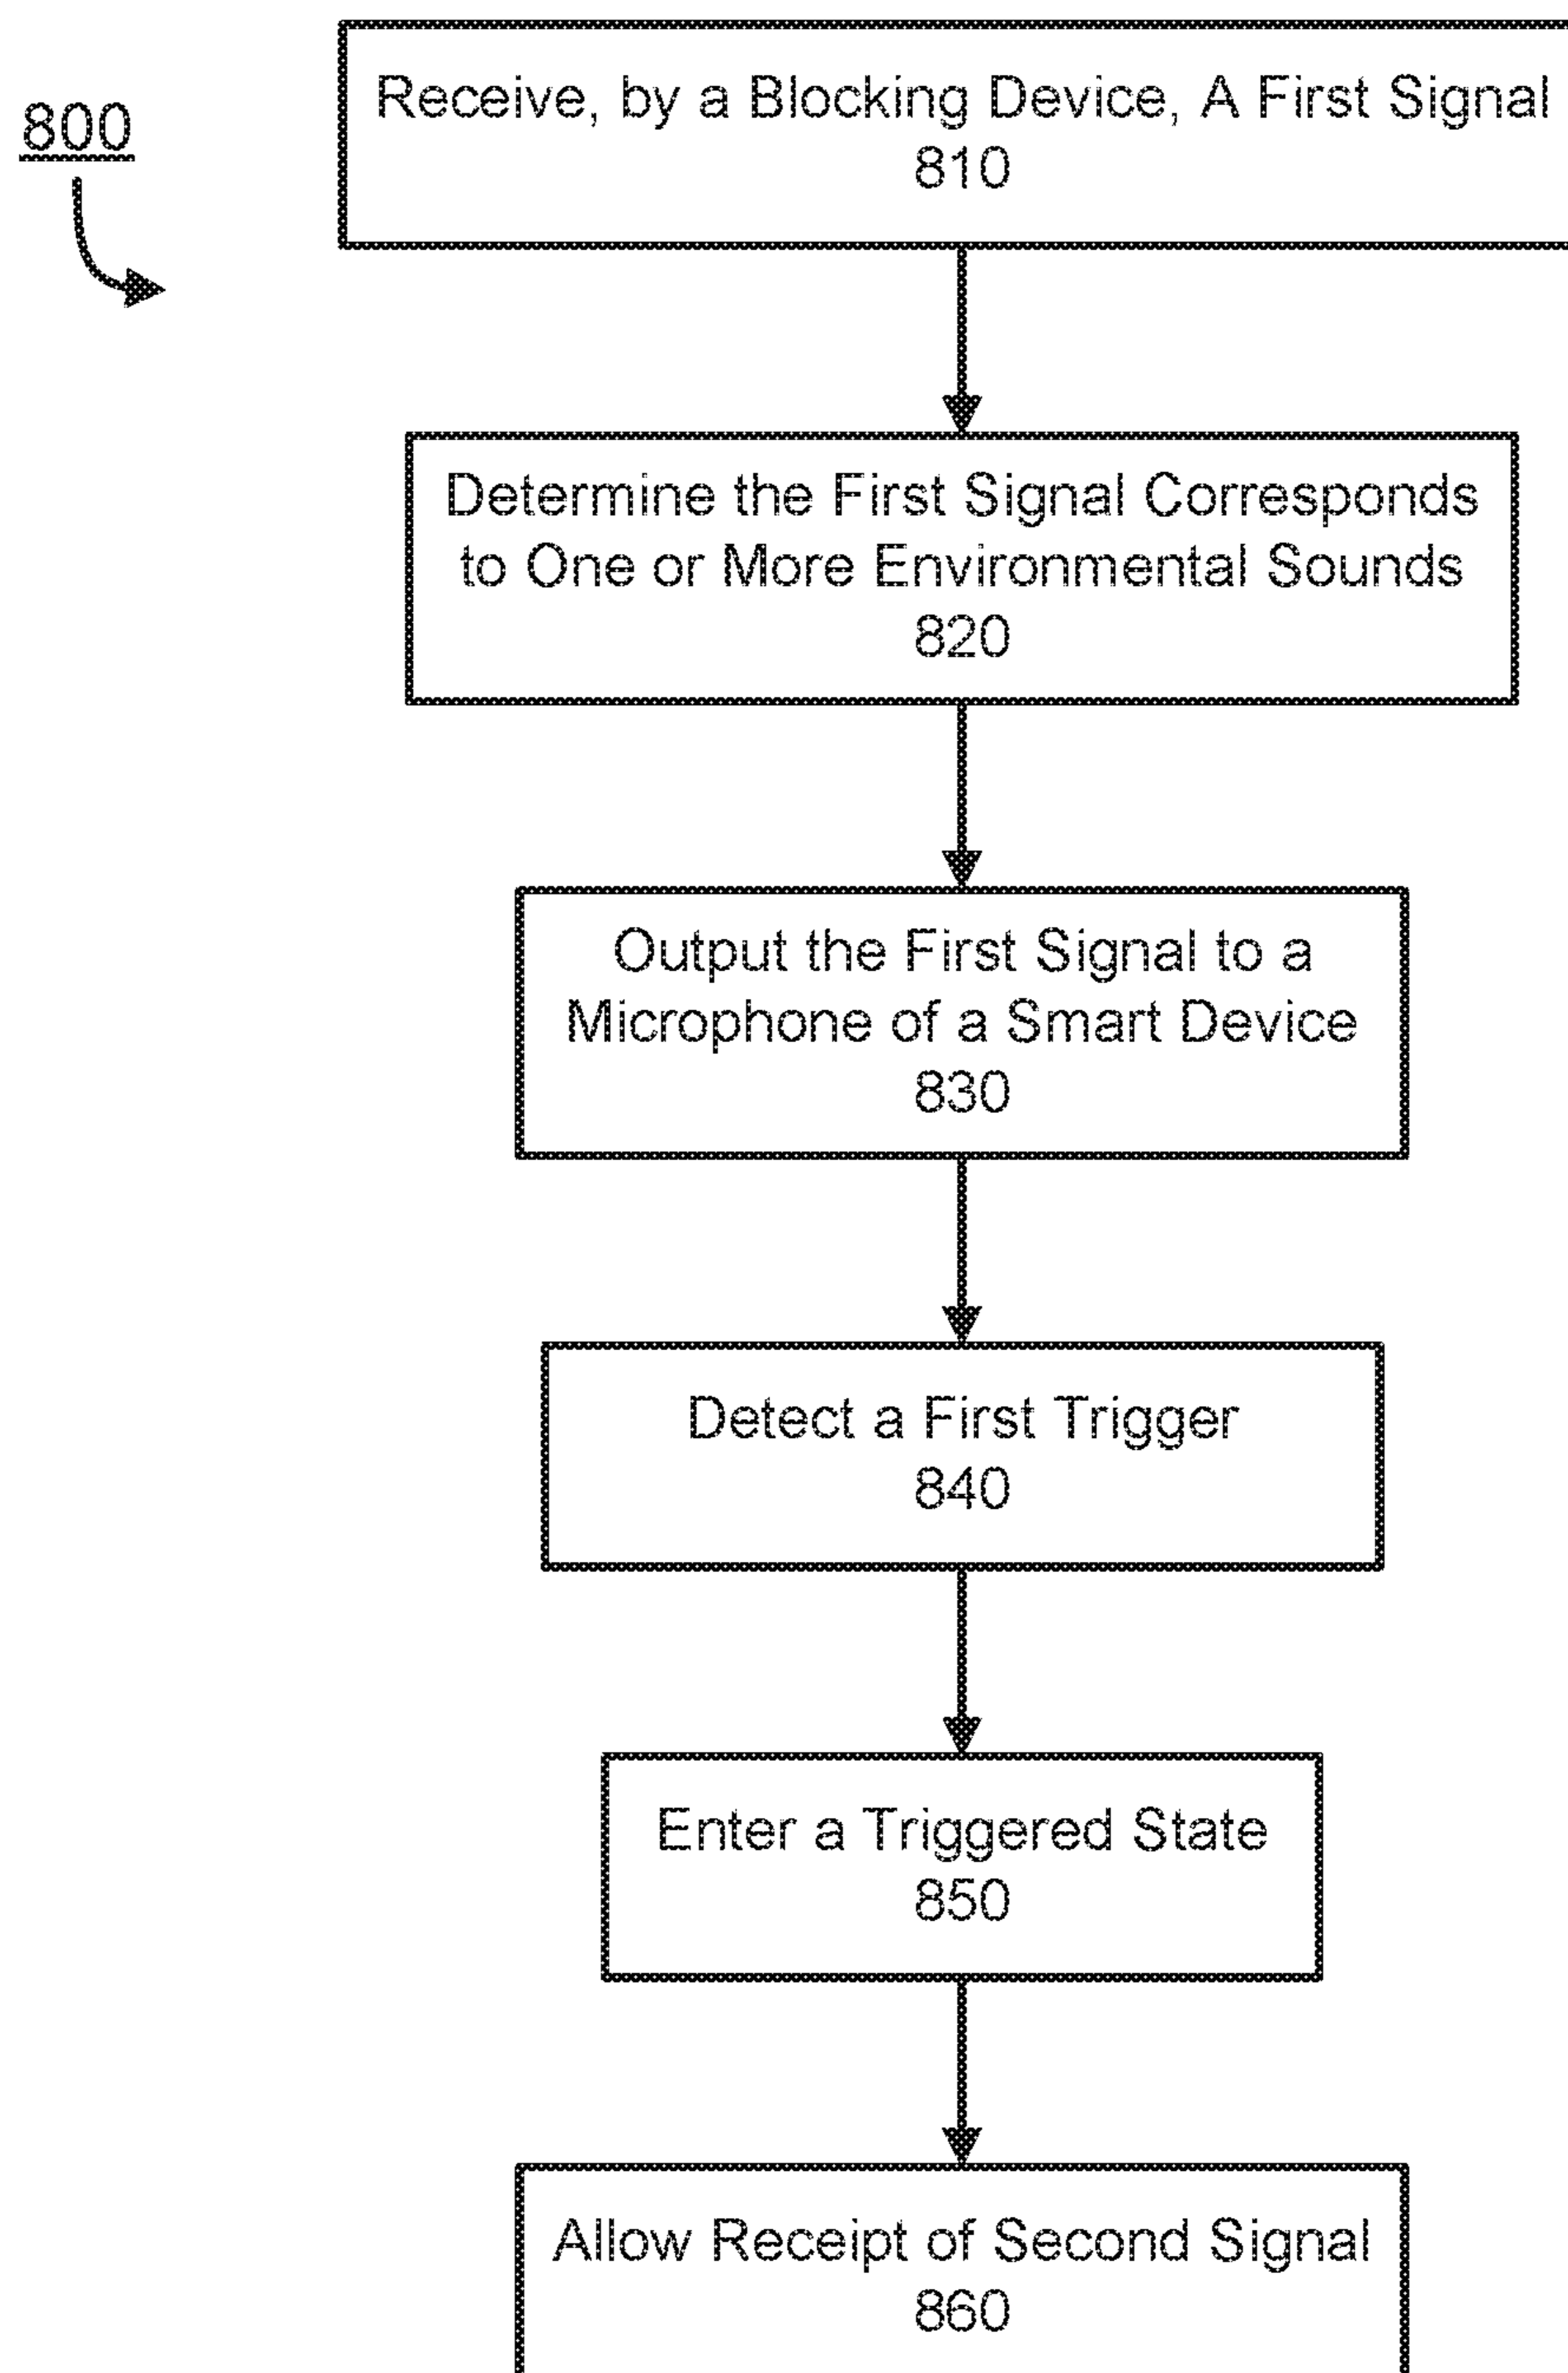 800
Receive, by a Blocking Device, A First Signal
810
Determine the First Signal Corresponds
to One or More Environmental Sounds
820
Output the First Signal to a
Microphone of a Smart Device
830
Detect a First Trigger
840
Enter a Triggered State
850
Allow Receipt of Second Signal
860